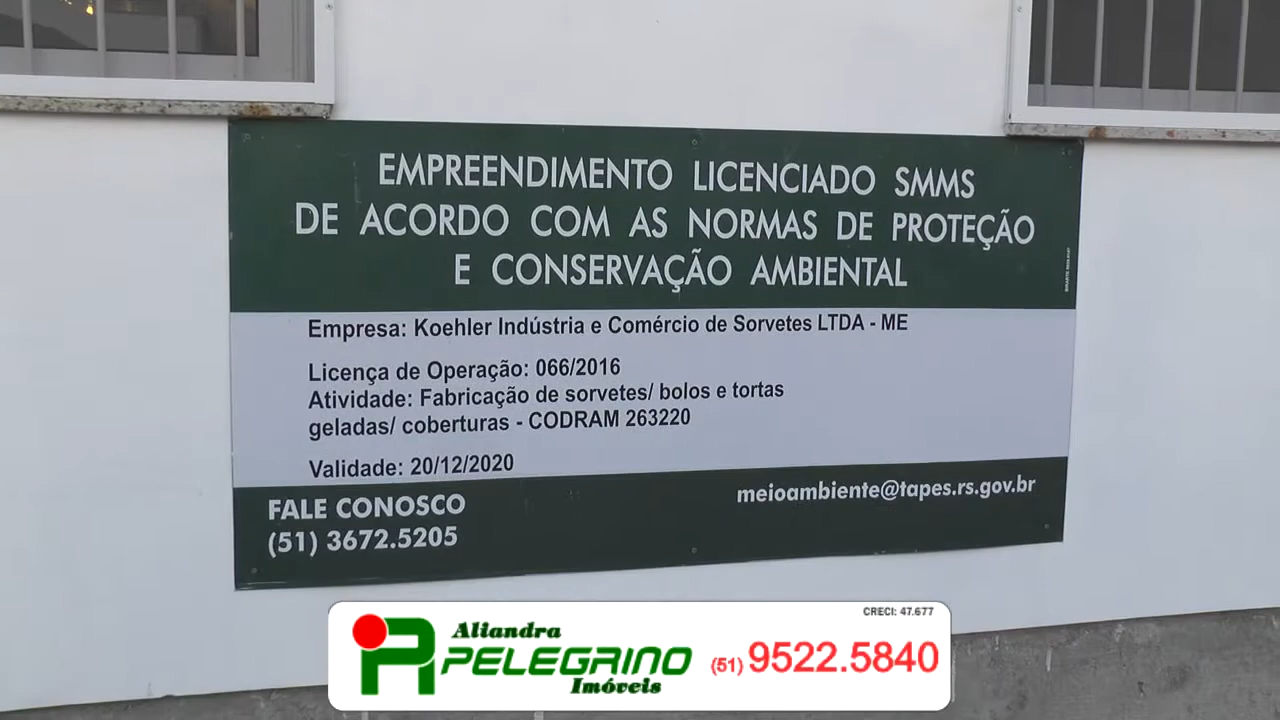 EMPREENDIMENTO LICENCIADO SMMS
DE ACORDO COM AS NORMAS DE PROTEÇÃO
E CONSERVAÇÃO AMBIENTAL
Empresa: Koehler Indústria e Comércio de Sorvetes LTDA - ME
Licença de Operação: 066/2016
Atividade: Fabricação de sorvetes/ bolos e tortas
geladas/ coberturas - CODRAM 263220
Validade: 20/12/2020
FALE CONOSCO
(51) 3672.5205
meioambiente@tapes.rs.gov.br
CRECI: 47.677
Aliandra
PELEGRINO
Imóveis
(51) 9522.5840